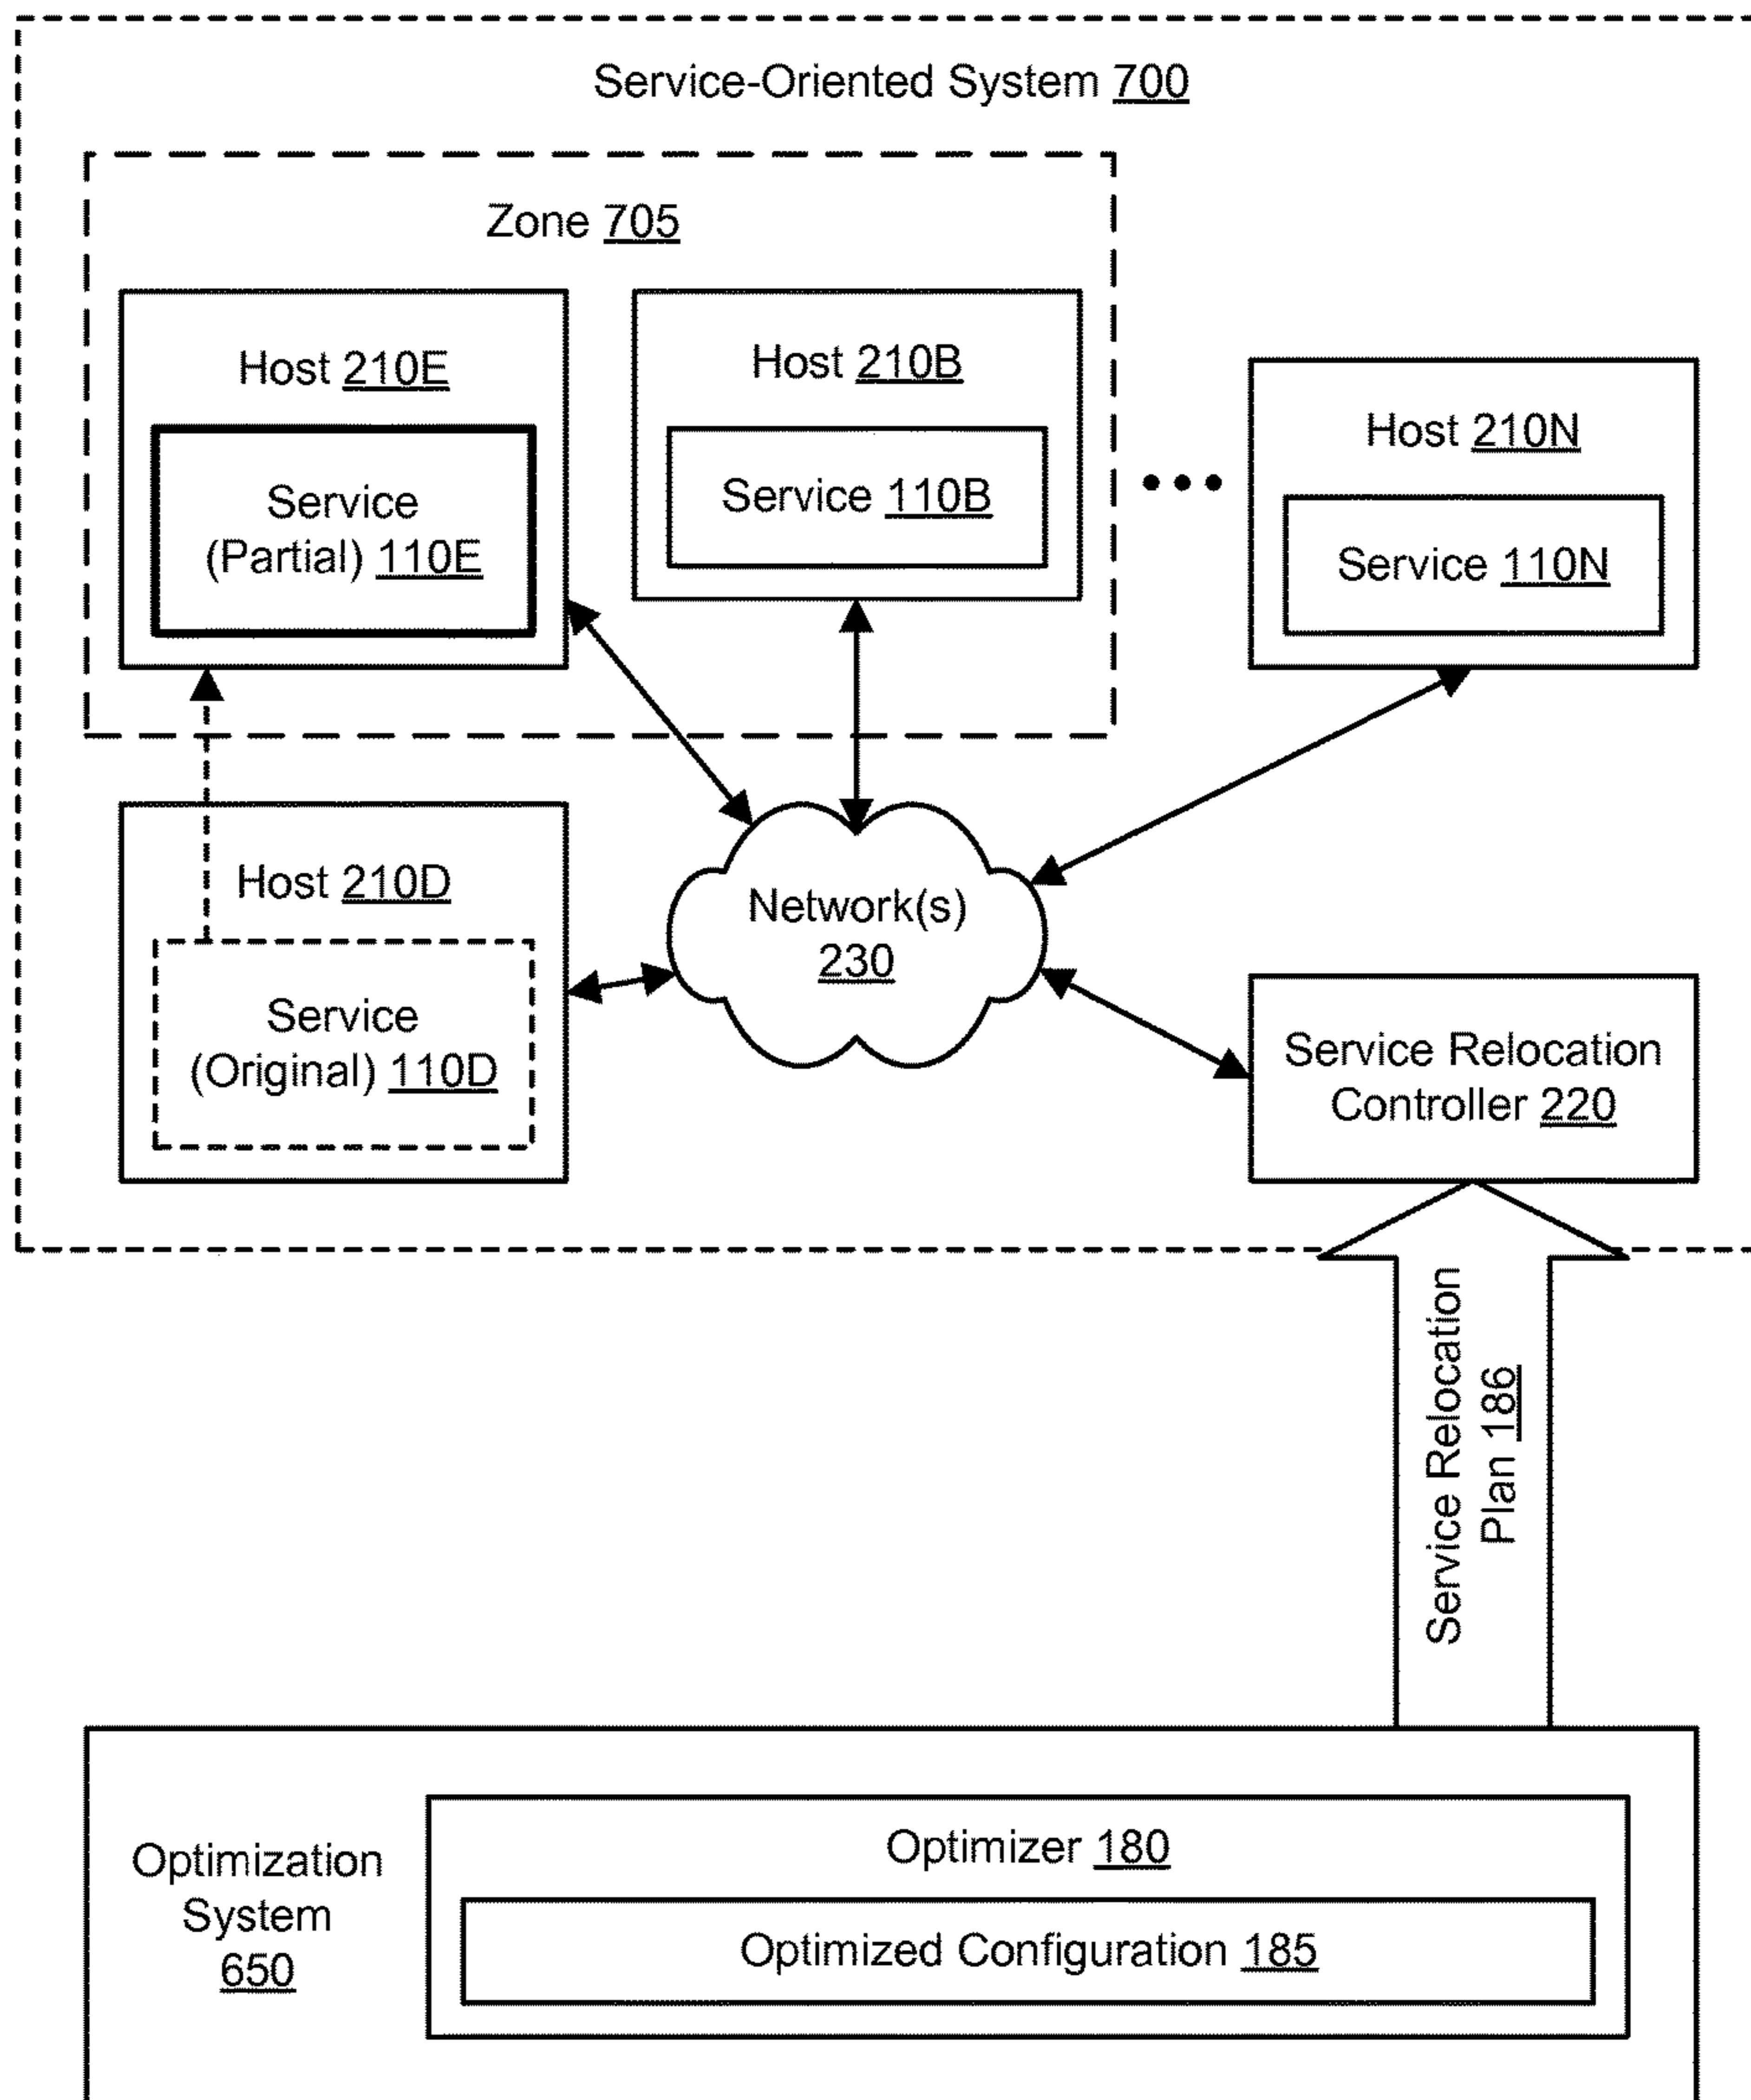 Service-Oriented System 700
Zone 705
Host 210E
Service
(Partial) 110E
Host 210B
Service 110B
Host 210N
Service 110N
Host 210D
Service
(Original) 110D
Network(s)
230
Service Relocation
Controller 220
Service Relocation
Plan 186
Optimization
System
650
Optimizer 180
Optimized Configuration 185